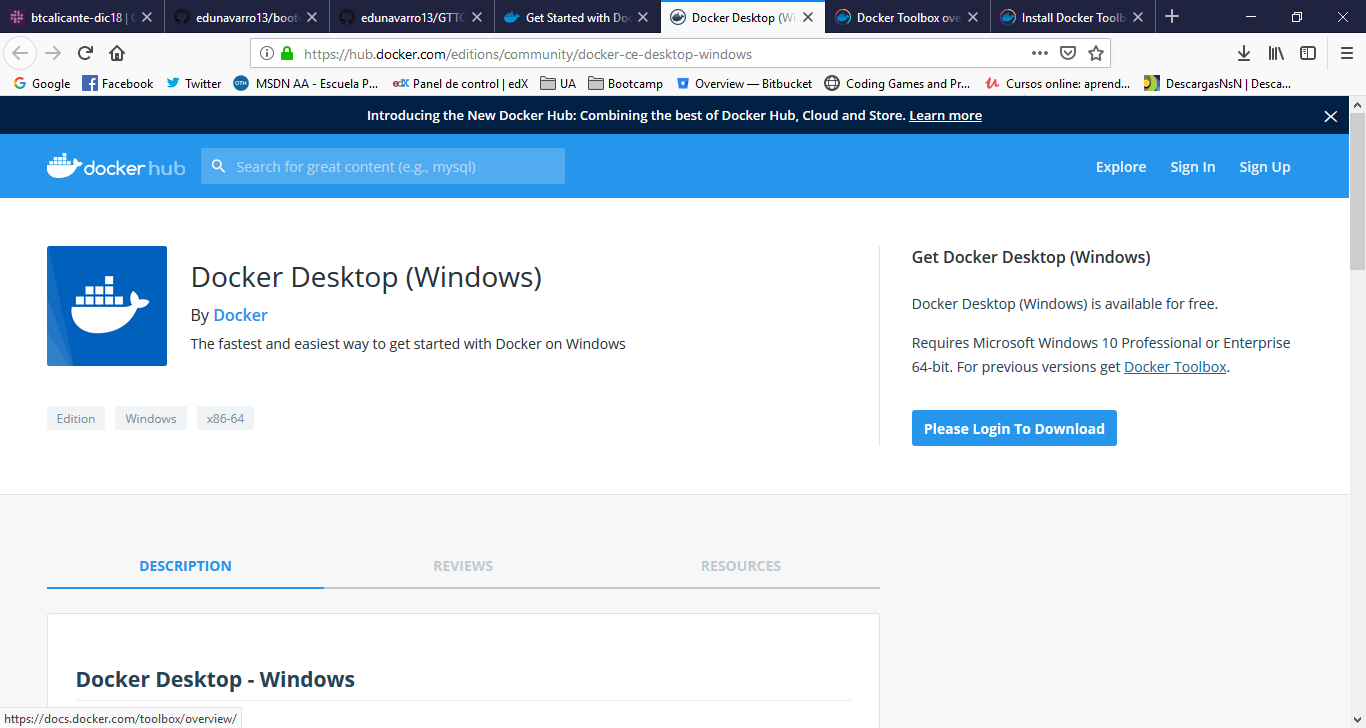 btcalicante-dic18 | G
edunavarro13/boot
edunavarro13/GTTC
Get Started with Do
Docker Desktop (Wi
Docker Toolbox ove
Install Docker Toolb
https://hub.docker.com/editions/community/docker-ce-desktop-windows
Google
Facebook
Twitter
MSDN AA - Escuela P...
edX Panel de control | edX
UA
Bootcamp
Overview — Bitbucket
Coding Games and Pr...
Cursos online: aprend...
DescargasNsN | Desca...
Introducing the New Docker Hub: Combining the best of Docker Hub, Cloud and Store. Learn more
docker hub
Search for great content (e.g., mysql)
Explore
Sign In
Sign Up
Docker Desktop (Windows)
By Docker
The fastest and easiest way to get started with Docker on Windows
Edition
Windows
x86-64
Get Docker Desktop (Windows)
Docker Desktop (Windows) is available for free.
Requires Microsoft Windows 10 Professional or Enterprise
64-bit. For previous versions get Docker Toolbox.
Please Login To Download
DESCRIPTION
REVIEWS
RESOURCES
Docker Desktop - Windows
https://docs.docker.com/toolbox/overview/